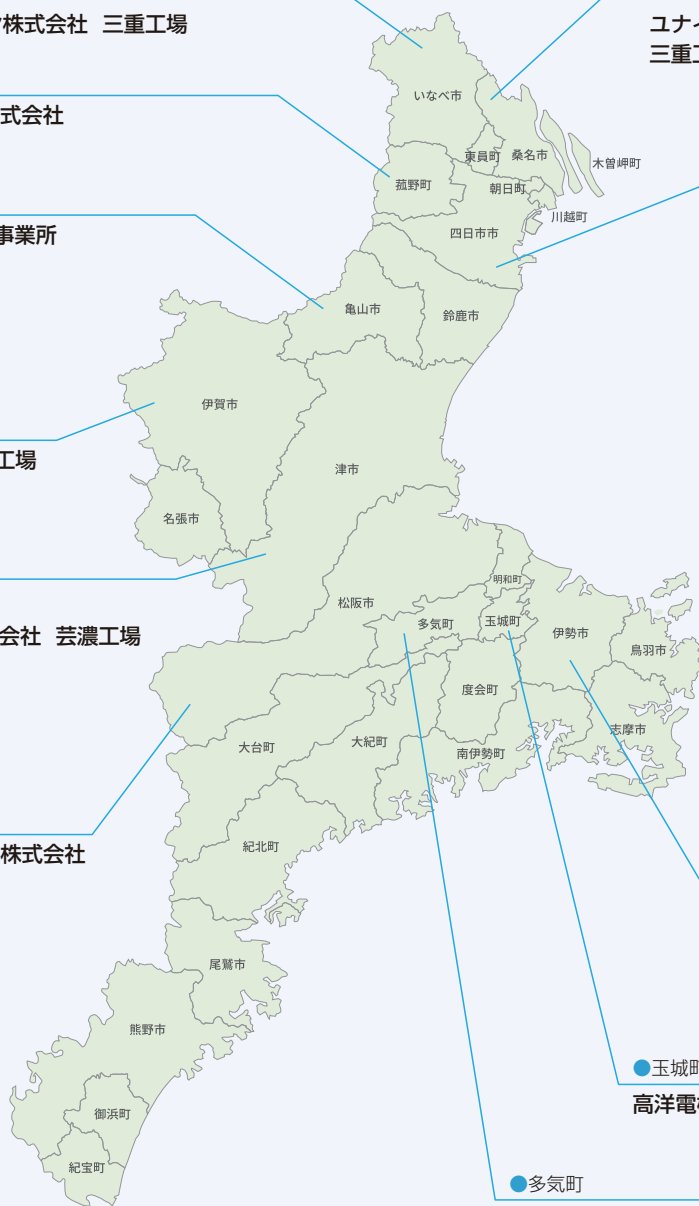 株式会社 三重工場
ユナイ
三重工
いなべ市
式会社
東員町
桑名市
木曽岬町
菰野町
朝日町
川越町
四日市市
事業所
亀山市
鈴鹿市
伊賀市
工場
津市
名張市
明和町
松阪市
多気町
玉城町
伊勢市
会社 芸濃工場
鳥羽市
度会町
志摩市
大台町
大紀町
南伊勢町
紀北町
株式会社
尾鷲市
熊野市
●玉城町
高洋電
御浜町
紀宝町
●多気町